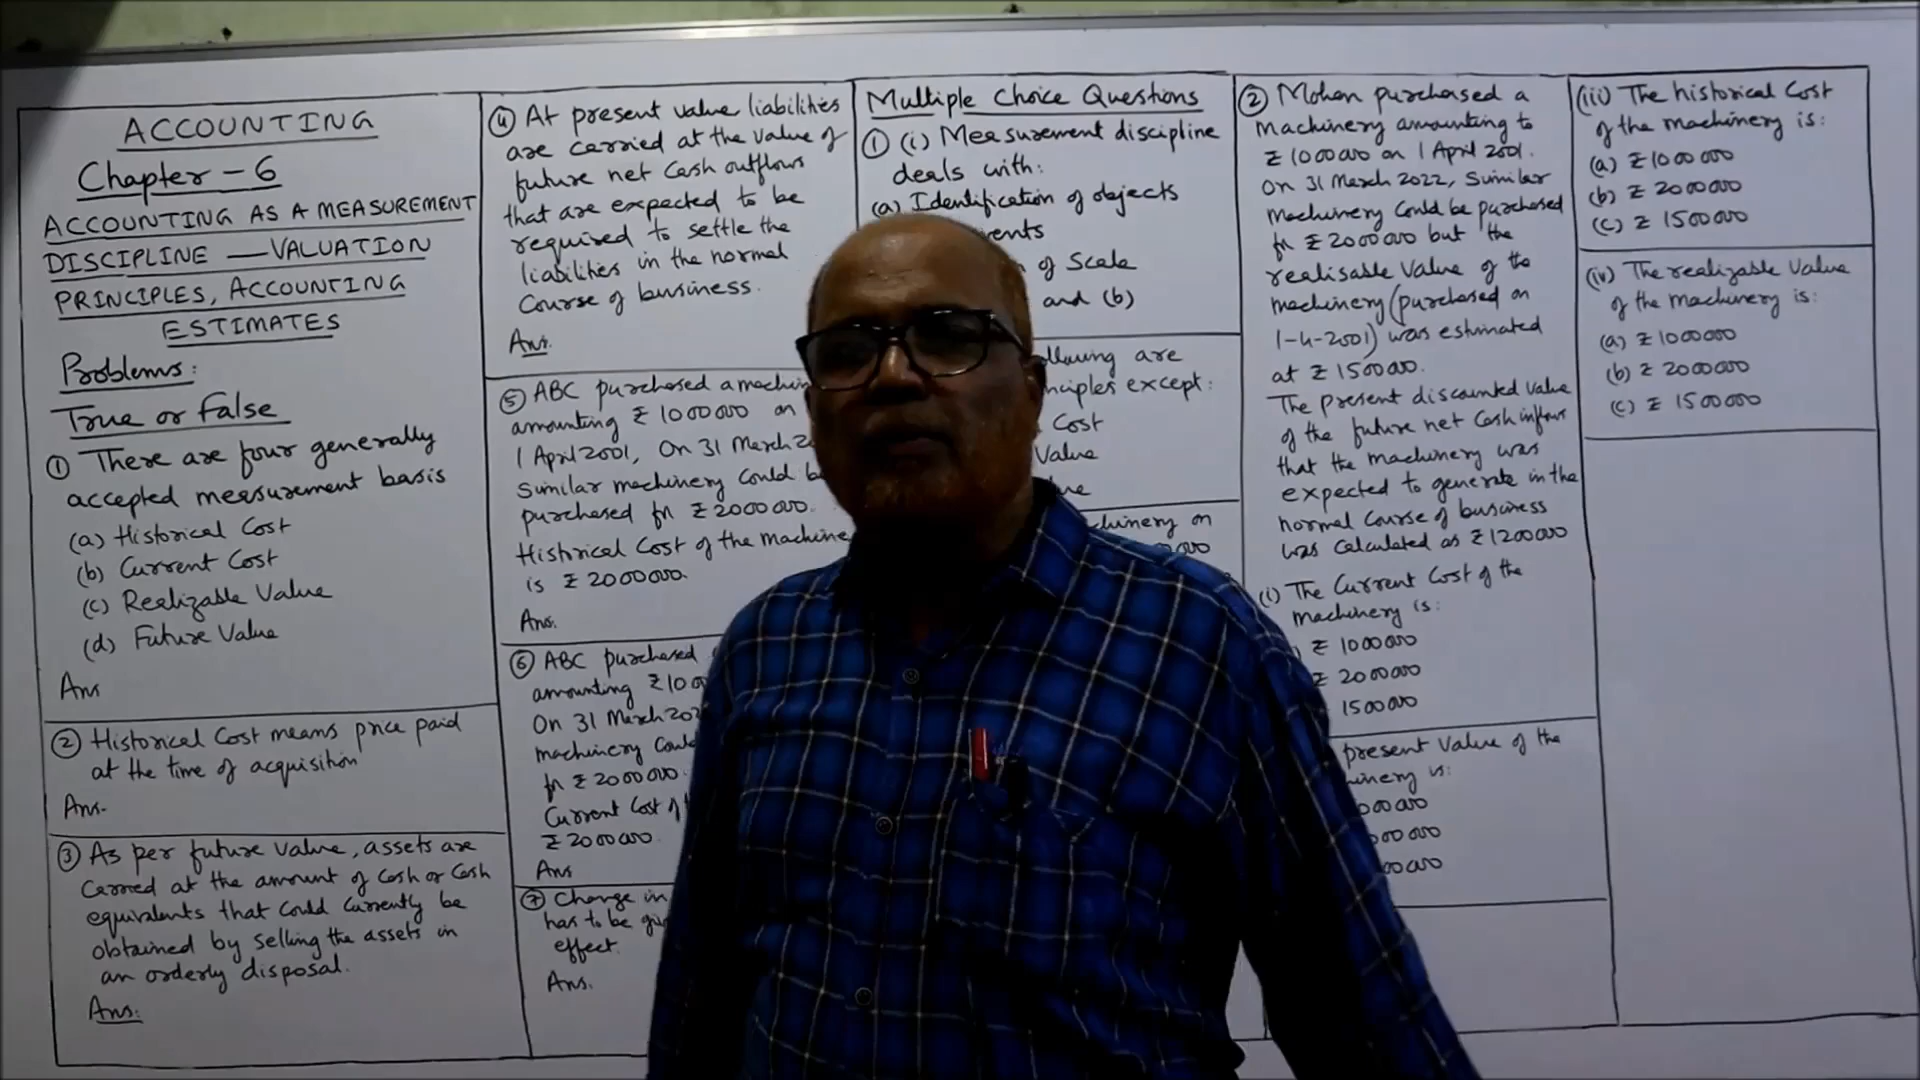 ACCOUNTING
Chapter - 6
ACCOUNTING AS A MEASUREMENT
DISCIPLINE — VALUATION
PRINCIPLES, ACCOUNTING
ESTIMATES
Problems:
True or False
① There are four generally
accepted measurement basis
(a) Historical Cost
(b) Current Cost
(c) Realizable Value
(d) Future Value
Ans
② Historical Cost means price paid
at the time of acquisition
Ans.
③ As per future value, assets are
carried at the amount of cash or cash
equivalents that could currently be
obtained by selling the assets in
an orderly disposal.
Ans:
④ At present value liabilities
are carried at the value of
future net cash outflows
that are expected to be
required to settle the
liabilities in the normal
course of business.
Ans.
⑤ ABC purchased a
amounting ₹ 1000000 on
1 April 2001, On 31 March
Similar machinery could
purchased for ₹ 2000000.
Historical Cost of the machine
is ₹ 2000000.
Ans.
⑥ ABC purchased
amounting
On 31 March
machinery
for ₹ 2000000.
Current Cost of
₹ 2000000.
Ans
⑦ Change in
has to be
effect.
Ans.
Multiple Choice Questions
① (i) Measurement discipline
deals with:
(a) Identification of objects
of Scale
and (b)
are
except:
Cost
Value
on
② Mohan purchased a
machinery amounting to
₹ 1000000 on 1 April 2001.
On 31 March 2022, Similar
machinery could be purchased
for ₹ 2000000 but the
realisable value of the
machinery (purchased on
1-4-2001) was estimated
at ₹ 1500000.
The present discounted value
of the future net cash inflows
that the machinery was
expected to generate in the
normal course of business
was calculated as ₹ 1200000
(i) The Current Cost of the
machinery is:
₹ 1000000
₹ 2000000
1500000
present value of the
is:
(iii) The historical Cost
of the machinery is:
(a) ₹ 1000000
(b) ₹ 2000000
(c) ₹ 1500000
(iv) The realizable value
of the machinery is:
(a) ₹ 1000000
(b) ₹ 2000000
(c) ₹ 1500000